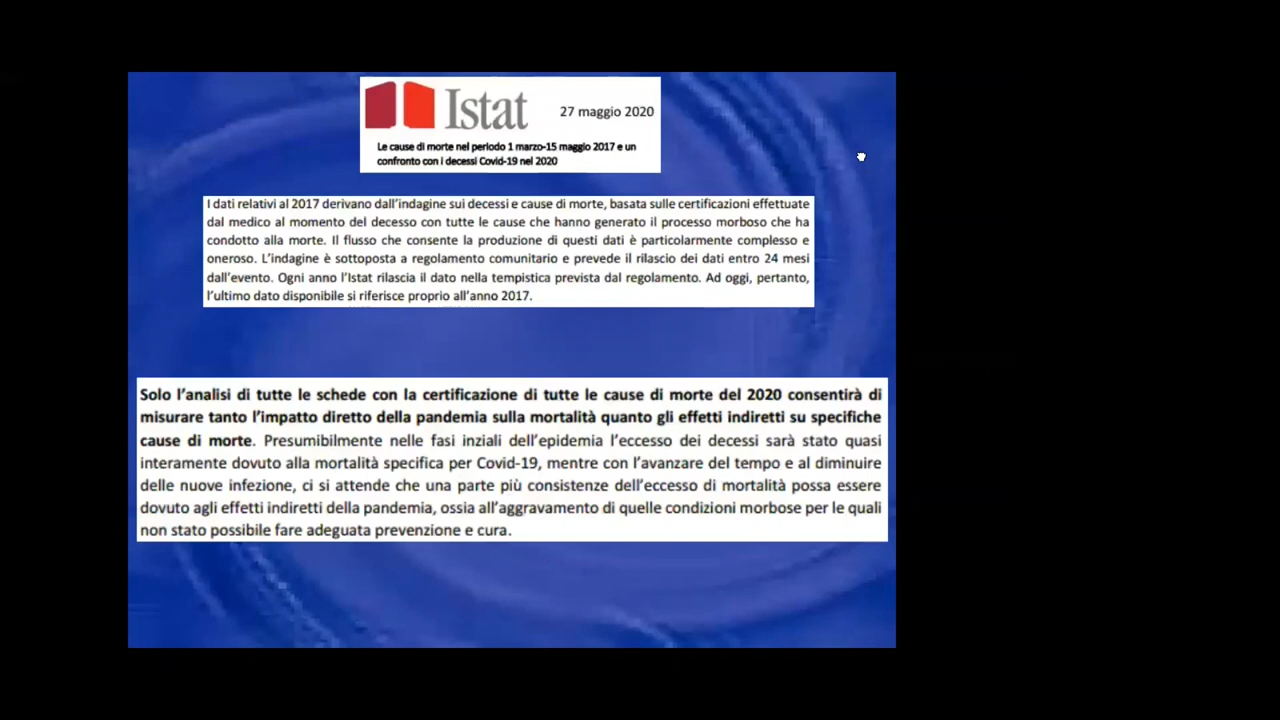 Istat
27 maggio 2020
Le cause di morte nel periodo 1 marzo-15 maggio 2017 e un
confronto con i decessi Covid-19 nel 2020
I dati relativi al 2017 derivano dall'indagine sui decessi e cause di morte, basata sulle certificazioni effettuate
dal medico al momento del decesso con tutte le cause che hanno generato il processo morboso che ha
condotto alla morte. Il flusso che consente la produzione di questi dati è particolarmente complesso e
oneroso. L'indagine è sottoposta a regolamento comunitario e prevede il rilascio dei dati entro 24 mesi
dall'evento. Ogni anno l'Istat rilascia il dato nella tempistica prevista dal regolamento. Ad oggi, pertanto,
l'ultimo dato disponibile si riferisce proprio all'anno 2017.
Solo l'analisi di tutte le schede con la certificazione di tutte le cause di morte del 2020 consentirà di
misurare tanto l'impatto diretto della pandemia sulla mortalità quanto gli effetti indiretti su specifiche
cause di morte. Presumibilmente nelle fasi inziali dell'epidemia l'eccesso dei decessi sarà stato quasi
interamente dovuto alla mortalità specifica per Covid-19, mentre con l'avanzare del tempo e al diminuire
delle nuove infezione, ci si attende che una parte più consistenze dell'eccesso di mortalità possa essere
dovuto agli effetti indiretti della pandemia, ossia all'aggravamento di quelle condizioni morbose per le quali
non stato possibile fare adeguata prevenzione e cura.